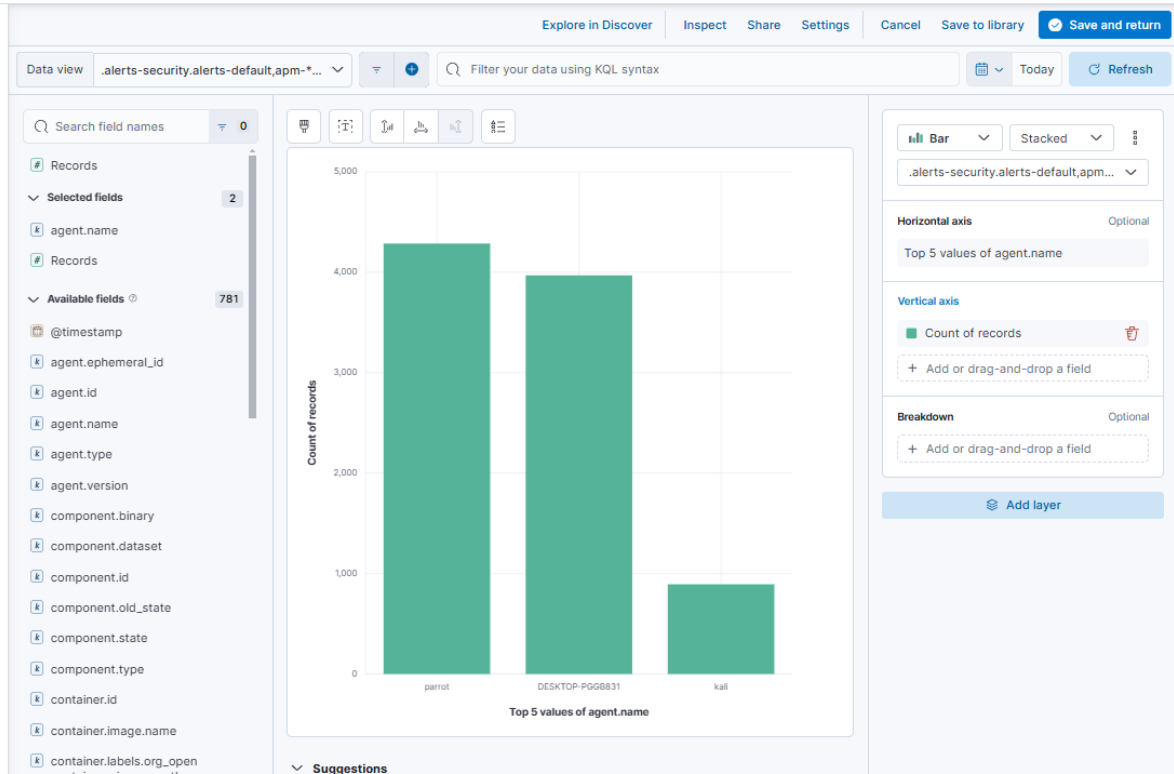 Explore in Discover Inspect Share Settings Cancel Save to library Save and return
Data view .alerts-security.alerts-default,apm-*... Filter your data using KQL syntax Today Refresh
Search field names 0
Records
Selected fields 2
agent.name
Records
Available fields 781
@timestamp
agent.ephemeral_id
agent.id
agent.name
agent.type
agent.version
component.binary
component.dataset
component.id
component.old_state
component.state
component.type
container.id
container.image.name
container.labels.org_open
5,000
4,000
3,000
2,000
1,000
0
Count of records
parrot DESKTOP-PGGB831 kali
Top 5 values of agent.name
Suggestions
Bar Stacked
.alerts-security.alerts-default,apm...
Horizontal axis Optional
Top 5 values of agent.name
Vertical axis
Count of records
+ Add or drag-and-drop a field
Breakdown Optional
+ Add or drag-and-drop a field
Add layer